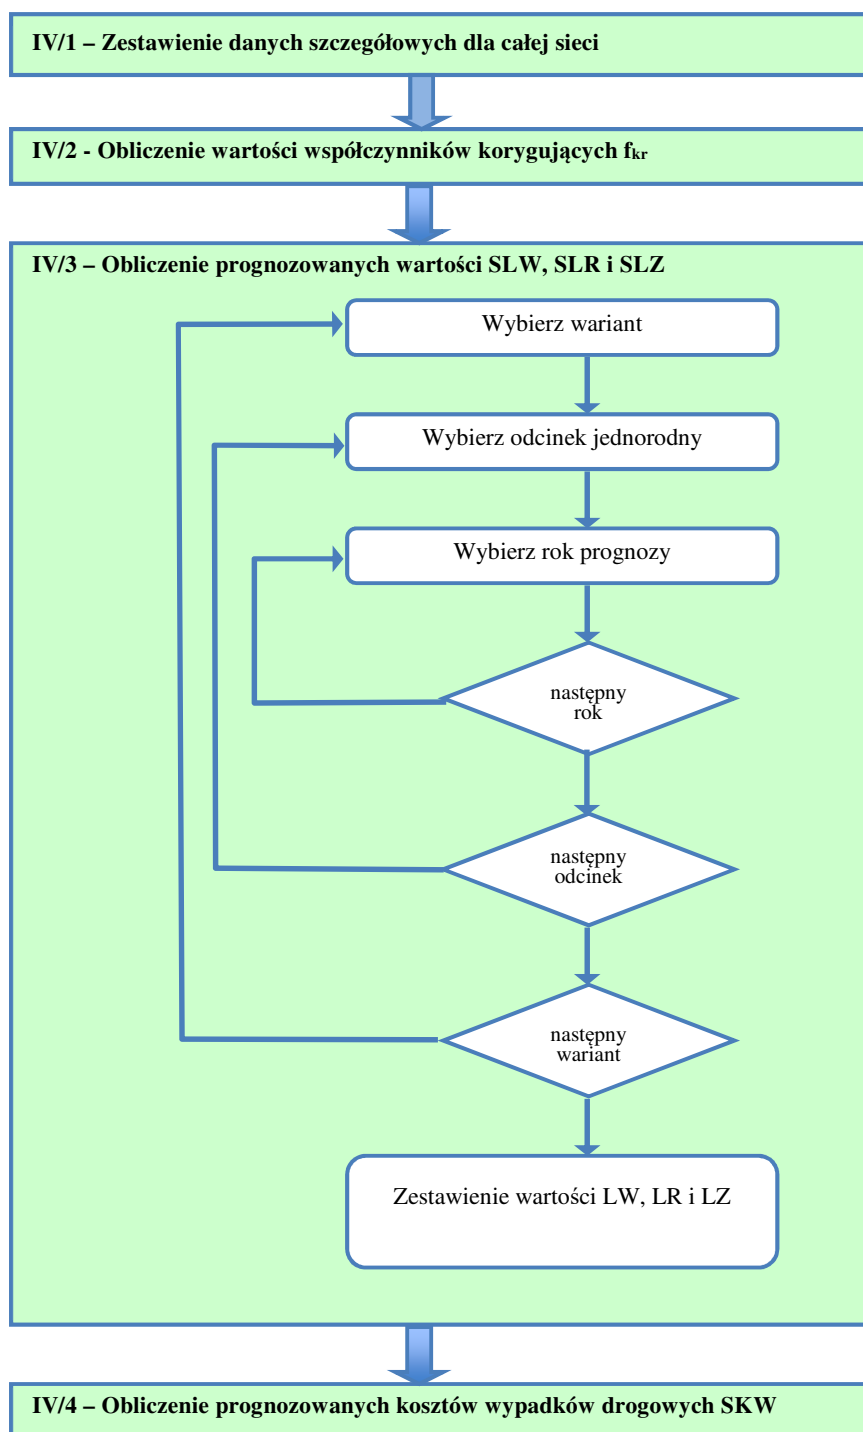 IV/1 – Zestawienie danych szczegółowych dla całej sieci
IV/2 - Obliczenie wartości współczynników korygujących fkr
IV/3 – Obliczenie prognozowanych wartości SLW, SLR i SLZ
Wybierz wariant
Wybierz odcinek jednorodny
Wybierz rok prognozy
następny
rok
następny
odcinek
następny
wariant
Zestawienie wartości LW, LR i LZ
IV/4 – Obliczenie prognozowanych kosztów wypadków drogowych SKW